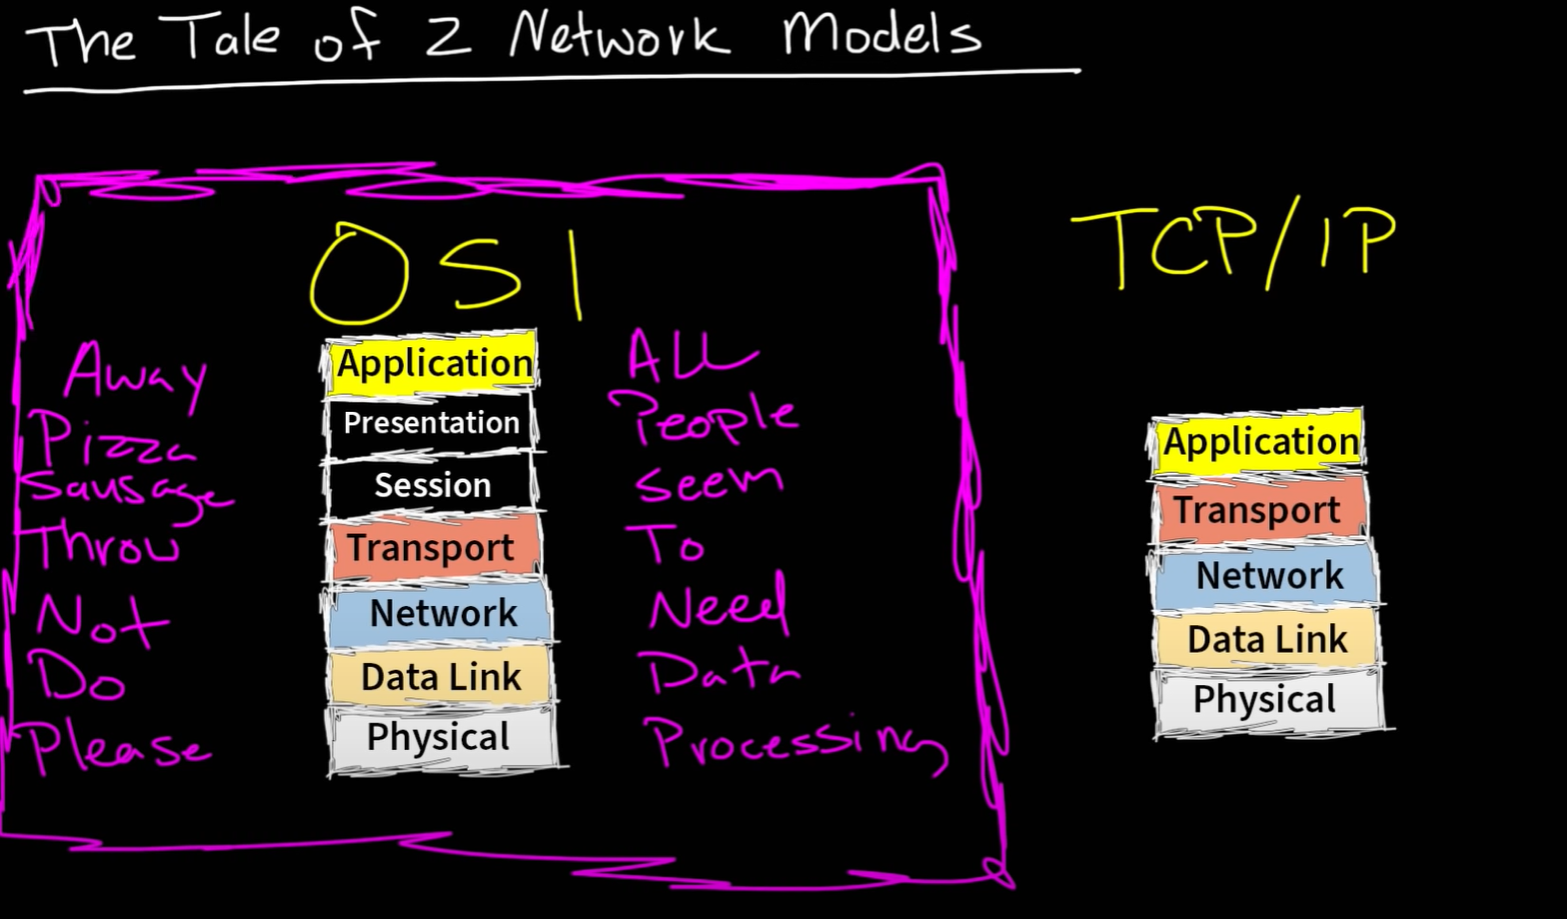 The Tale of 2 Network Models
OSI
TCP/IP
Away
Pizza
Sausage
Throw
Not
Do
Please
Application
Presentation
Session
Transport
Network
Data Link
Physical
ALL
People
Seem
To
Need
Data
Processing
Application
Transport
Network
Data Link
Physical